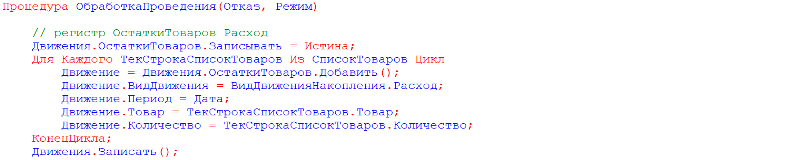 Процедура ОбработкаПроведения(Отказ, Режим)
// регистр ОстаткиТоваров Расход
Движения.ОстаткиТоваров.Записывать = Истина;
Для Каждого ТекСтрокаСписокТоваров Из СписокТоваров Цикл
Движение = Движения.ОстаткиТоваров.Добавить();
Движение.ВидДвижения = ВидДвиженияНакопления.Расход;
Движение.Период = Дата;
Движение.Товар = ТекСтрокаСписокТоваров.Товар;
Движение.Количество = ТекСтрокаСписокТоваров.Количество;
КонецЦикла;
Движения.Записать();